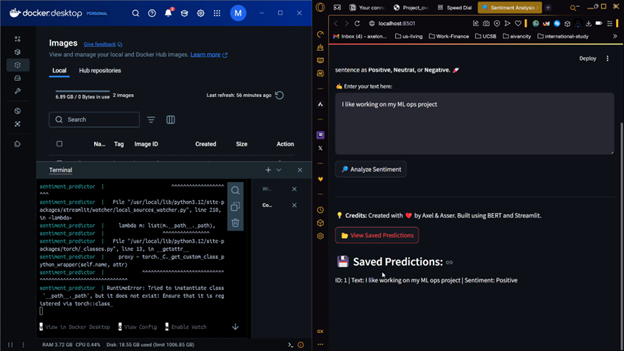 docker.desktop PERSONAL
M
Images Give feedback
View and manage your local and Docker Hub images. Learn more
Local Hub repositories
6.89 GB / 0 Bytes in use 2 images Last refresh: 56 minutes ago
Search
Na... Tag Image ID Created Size Action
Terminal
Wi...
Co...
sentiment_predictor | ^^^^^^^^^^^^^^^^^^
^^^
sentiment_predictor | File "/usr/local/lib/python3.12/site-p
ackages/streamlit/watcher/local_sources_watcher.py", line 210,
in <lambda>
sentiment_predictor | lambda m: list(m.__path__._path),
sentiment_predictor |
sentiment_predictor | File "/usr/local/lib/python3.12/site-p
ackages/torch/_classes.py", line 13, in __getattr__
sentiment_predictor | proxy = torch._C._get_custom_class_p
ython_wrapper(self.name, attr)
sentiment_predictor |
sentiment_predictor | RuntimeError: Tried to instantiate class
'__path__._path', but it does not exist! Ensure that it is reg
istered via torch::class_
View in Docker Desktop View Config Enable Watch
RAM 3.72 GB CPU 0.44% Disk: 18.55 GB used (limit 1006.85 GB)
Your conv Project_ov Speed Dial Sentiment Analysis
localhost:8501
Mastering Intro...
us-living Work-Finance UCSB aivancity international-study
Deploy
sentence as Positive, Neutral, or Negative. 🚀
✍️ Enter your text here:
I like working on my ML ops project
🔎 Analyze Sentiment
💡 Credits: Created with ❤️ by Axel & Asser. Built using BERT and Streamlit.
📂 View Saved Predictions
💾 Saved Predictions:
ID: 1 | Text: I like working on my ML ops project | Sentiment: Positive